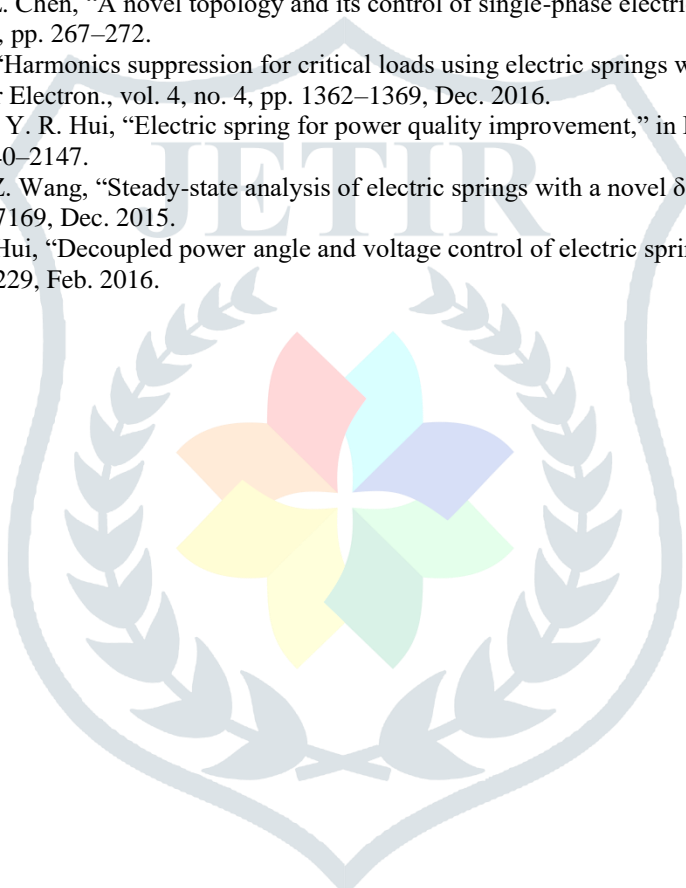 . Chen, “A novel topology and its control of single-phase electri
, pp. 267–272.
“Harmonics suppression for critical loads using electric springs w
r Electron., vol. 4, no. 4, pp. 1362–1369, Dec. 2016.
Y. R. Hui, “Electric spring for power quality improvement,” in
0–2147.
Z. Wang, “Steady-state analysis of electric springs with a novel δ
7169, Dec. 2015.
Hui, “Decoupled power angle and voltage control of electric sprin
229, Feb. 2016.
JETIR